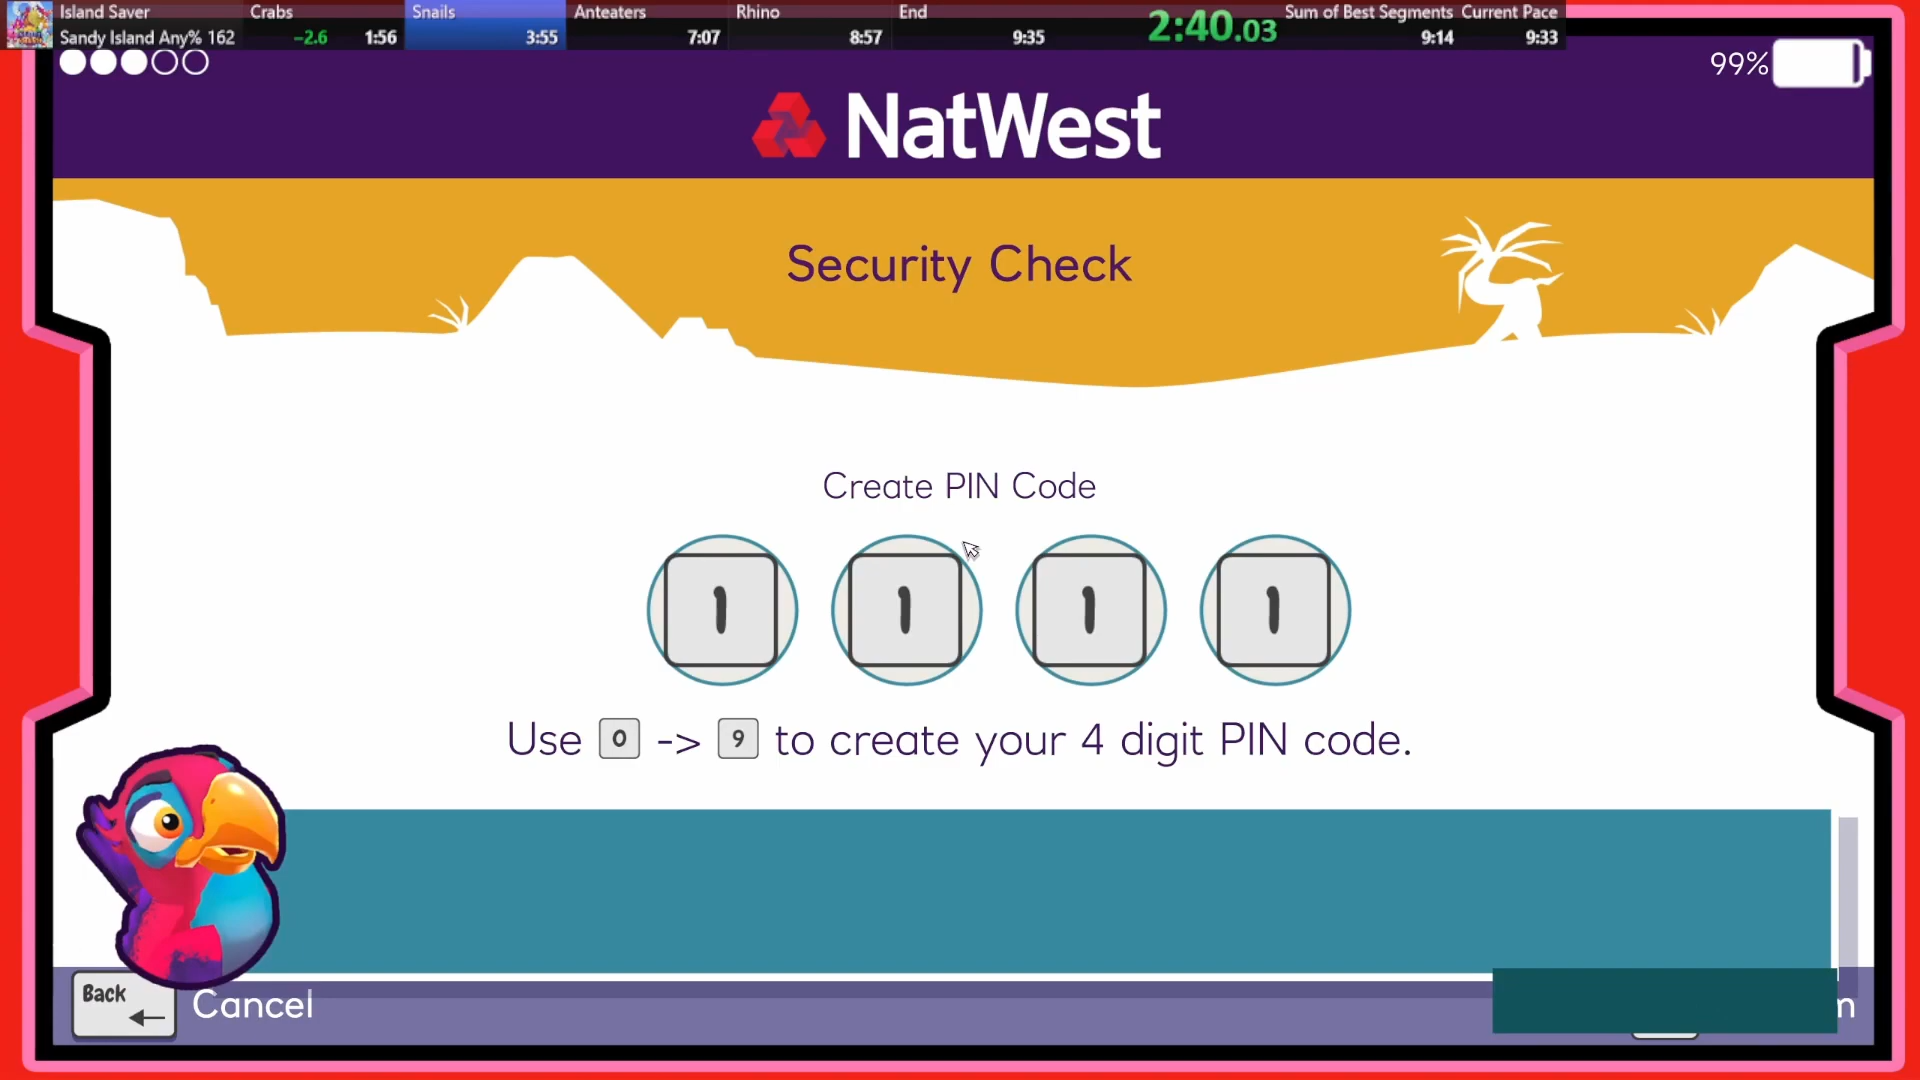 Island Saver Crabs Snails Anteaters Rhino End 2:40.03 Sum of Best Segments Current Pace
Sandy Island Any% 162 −2.6 1:56 3:55 7:07 8:57 9:35 9:14 9:33
99%
NatWest
Security Check
Create PIN Code
1 1 1 1
Use 0 -> 9 to create your 4 digit PIN code.
Back Cancel